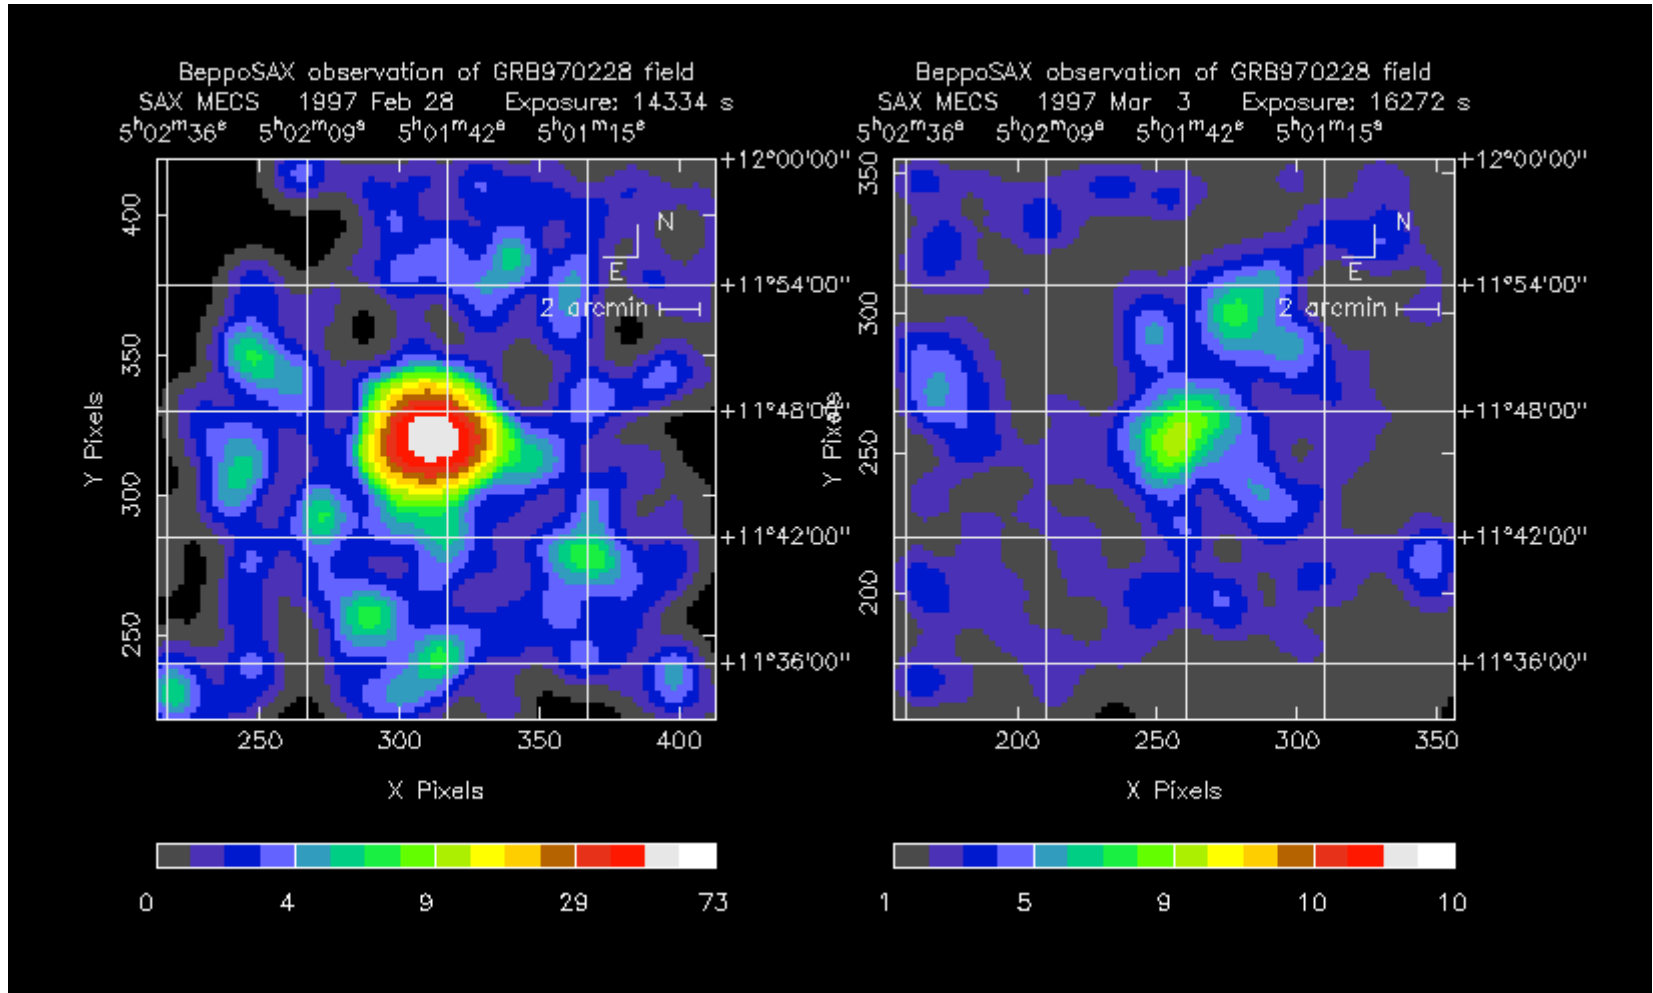 BeppoSAX observation of GRB970228 field
SAX MECS 1997 Feb 28 Exposure: 14334 s
5ʰ02ᵐ36ˢ 5ʰ02ᵐ09ˢ 5ʰ01ᵐ42ˢ 5ʰ01ᵐ15ˢ
+12°00'00"
400
N
E
+11°54'00"
2 arcmin
350
+11°48'00"
Y Pixels
300
+11°42'00"
250
+11°36'00"
250 300 350 400
X Pixels
0 4 9 29 73
BeppoSAX observation of GRB970228 field
SAX MECS 1997 Mar 3 Exposure: 16272 s
5ʰ02ᵐ36ˢ 5ʰ02ᵐ09ˢ 5ʰ01ᵐ42ˢ 5ʰ01ᵐ15ˢ
350
+12°00'00"
N
E
+11°54'00"
300
2 arcmin
+11°48'00"
Y Pixels
250
+11°42'00"
200
+11°36'00"
200 250 300 350
X Pixels
1 5 9 10 10